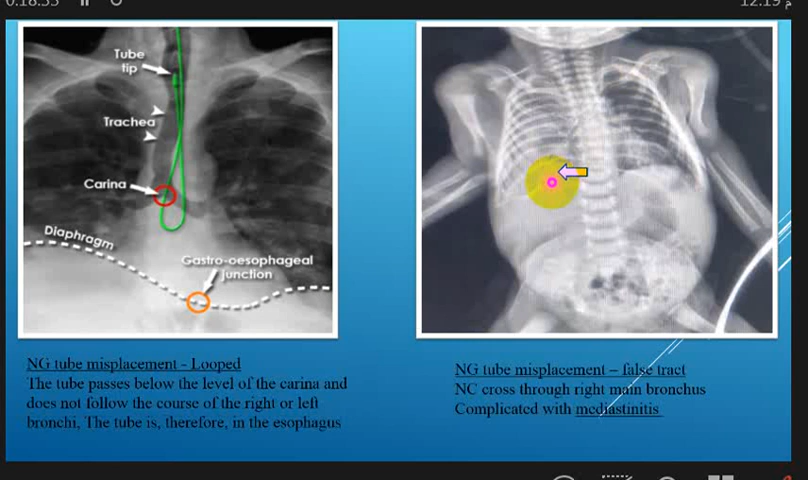 12:19 م
Tube
tip
Trachea
Carina
Diaphragm
Gastro-oesophageal
junction
NG tube misplacement - Looped
The tube passes below the level of the carina and
does not follow the course of the right or left
bronchi, The tube is, therefore, in the esophagus
NG tube misplacement – false tract
NC cross through right main bronchus
Complicated with mediastinitis